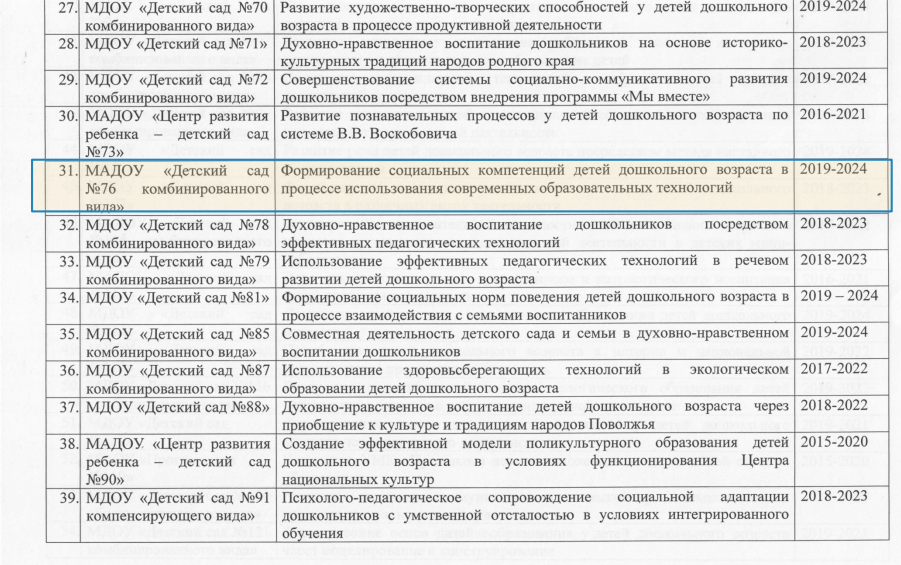 27. МДОУ «Детский сад №70 Развитие художественно-творческих способностей у детей дошкольного 2019-2024
комбинированного вида» возраста в процессе продуктивной деятельности
28. МДОУ «Детский сад №71» Духовно-нравственное воспитание дошкольников на основе историко- 2018-2023
культурных традиций народов родного края
29. МДОУ «Детский сад №72 Совершенствование системы социально-коммуникативного развития 2019-2024
комбинированного вида» дошкольников посредством внедрения программы «Мы вместе»
30. МАДОУ «Центр развития Развитие познавательных процессов у детей дошкольного возраста по 2016-2021
ребенка – детский сад системе В.В. Воскобовича
№73»
31. МАДОУ «Детский сад Формирование социальных компетенций детей дошкольного возраста в 2019-2024
№76 комбинированного процессе использования современных образовательных технологий
вида»
32. МДОУ «Детский сад №78 Духовно-нравственное воспитание дошкольников посредством 2018-2023
комбинированного вида» эффективных педагогических технологий
33. МДОУ «Детский сад №79 Использование эффективных педагогических технологий в речевом 2018-2023
комбинированного вида» развитии детей дошкольного возраста
34. МДОУ «Детский сад №81» Формирование социальных норм поведения детей дошкольного возраста в 2019 – 2024
процессе взаимодействия с семьями воспитанников
35. МДОУ «Детский сад №85 Совместная деятельность детского сада и семьи в духовно-нравственном 2019-2024
комбинированного вида» воспитании дошкольников
36. МДОУ «Детский сад №87 Использование здоровьсберегающих технологий в экологическом 2017-2022
комбинированного вида» образовании детей дошкольного возраста
37. МДОУ «Детский сад №88» Духовно-нравственное воспитание детей дошкольного возраста через 2018-2022
приобщение к культуре и традициям народов Поволжья
38. МАДОУ «Центр развития Создание эффективной модели поликультурного образования детей 2015-2020
ребенка – детский сад дошкольного возраста в условиях функционирования Центра
№90» национальных культур
39. МДОУ «Детский сад №91 Психолого-педагогическое сопровождение социальной адаптации 2018-2023
компенсирующего вида» дошкольников с умственной отсталостью в условиях интегрированного
обучения